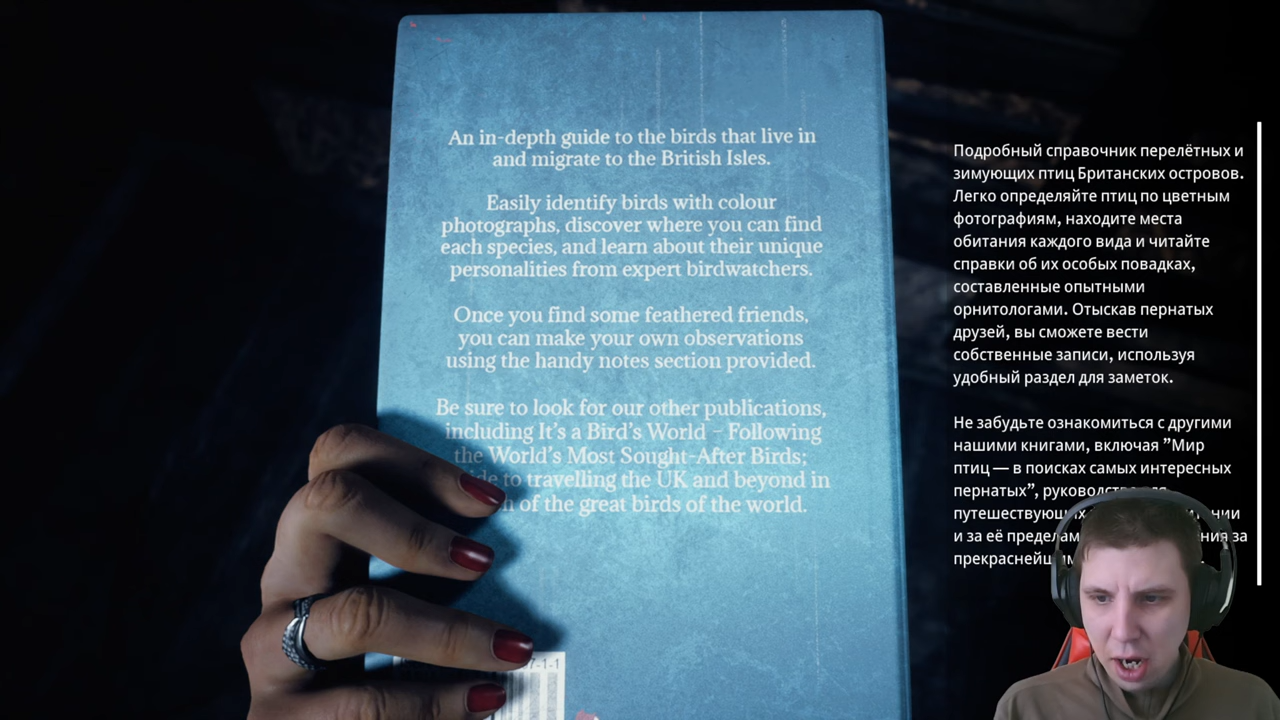 An in-depth guide to the birds that live in
and migrate to the British Isles.
Easily identify birds with colour
photographs, discover where you can find
each species, and learn about their unique
personalities from expert birdwatchers.
Once you find some feathered friends,
you can make your own observations
using the handy notes section provided.
Be sure to look for our other publications,
including It's a Bird's World – Following
the World's Most Sought-After Birds;
to travelling the UK and beyond in
of the great birds of the world.
7-1-1
Подробный справочник перелётных и
зимующих птиц Британских островов.
Легко определяйте птиц по цветным
фотографиям, находите места
обитания каждого вида и читайте
справки об их особых повадках,
составленные опытными
орнитологами. Отыскав пернатых
друзей, вы сможете вести
собственные записи, используя
удобный раздел для заметок.
Не забудьте ознакомиться с другими
нашими книгами, включая "Мир
птиц — в поисках самых интересных
пернатых",
и за её за